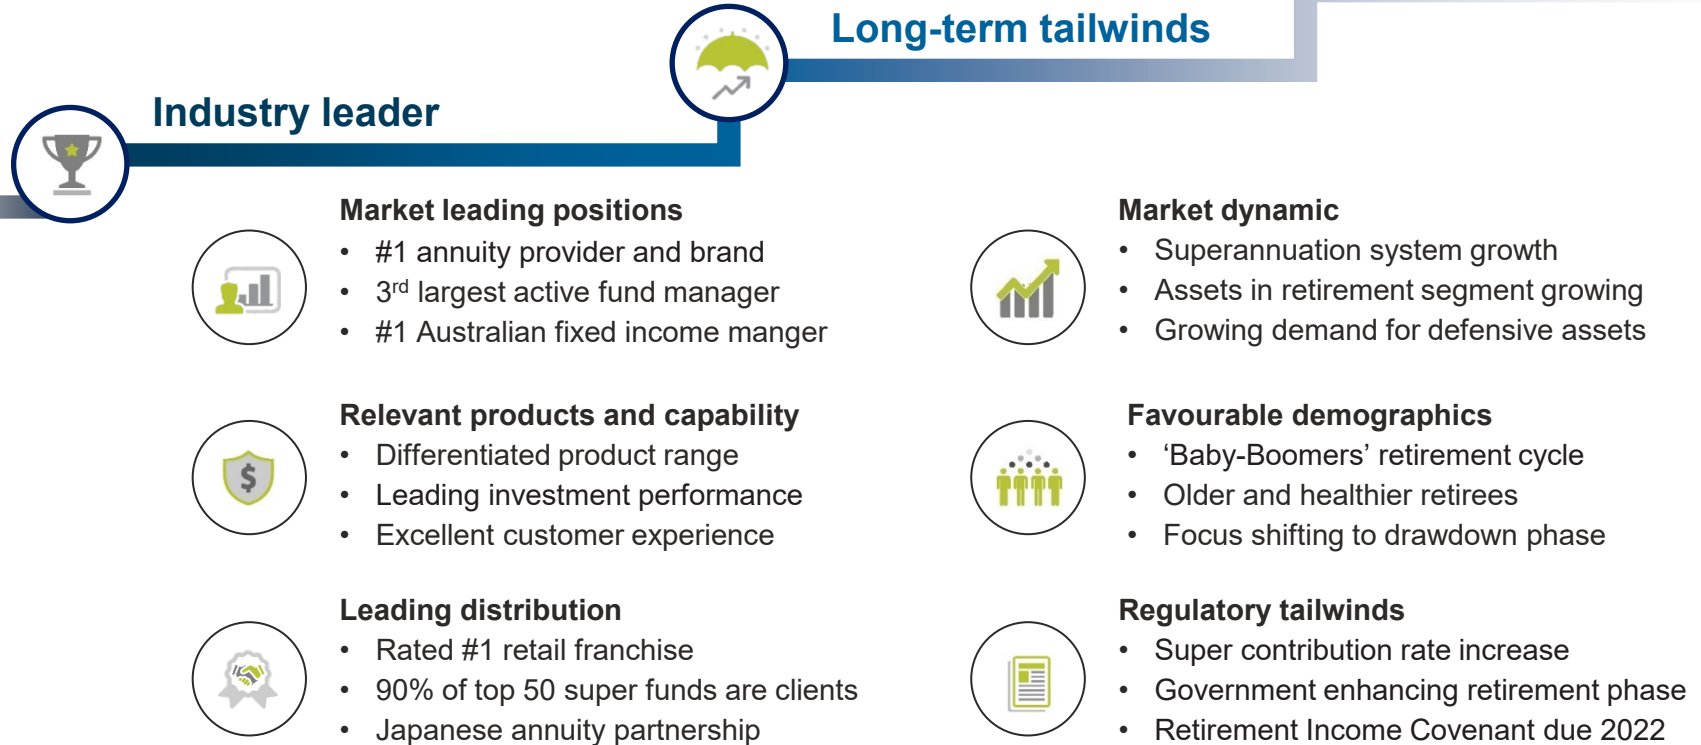 Long-term tailwinds
Industry leader
Market leading positions
• #1 annuity provider and brand
• 3rd largest active fund manager
• #1 Australian fixed income manger
Relevant products and capability
• Differentiated product range
• Leading investment performance
• Excellent customer experience
Leading distribution
• Rated #1 retail franchise
• 90% of top 50 super funds are clients
• Japanese annuity partnership
Market dynamic
• Superannuation system growth
• Assets in retirement segment growing
• Growing demand for defensive assets
Favourable demographics
• ‘Baby-Boomers’ retirement cycle
• Older and healthier retirees
• Focus shifting to drawdown phase
Regulatory tailwinds
• Super contribution rate increase
• Government enhancing retirement phase
• Retirement Income Covenant due 2022
$